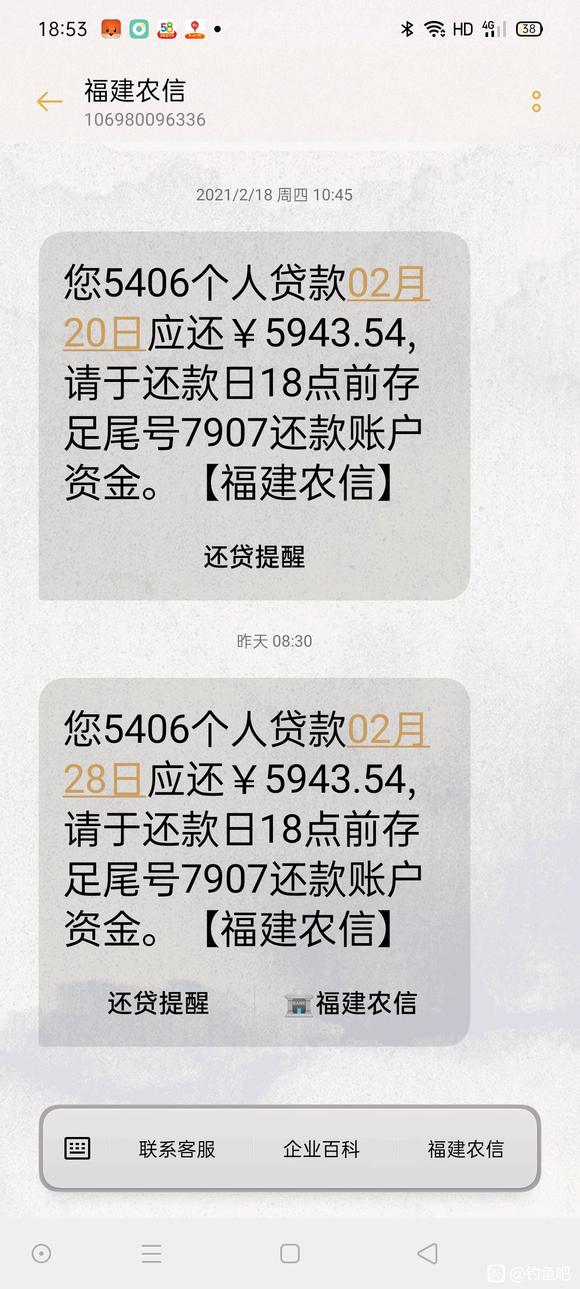 18:53
58
HD 4G 38
福建农信
106980096336
2021/2/18 周四 10:45
您5406个人贷款02月
20日应还￥5943.54,
请于还款日18点前存
足尾号7907还款账户
资金。【福建农信】
还贷提醒
昨天 08:30
您5406个人贷款02月
28日应还￥5943.54,
请于还款日18点前存
足尾号7907还款账户
资金。【福建农信】
还贷提醒 BANK 福建农信
联系客服 企业百科 福建农信
@钓鱼吧